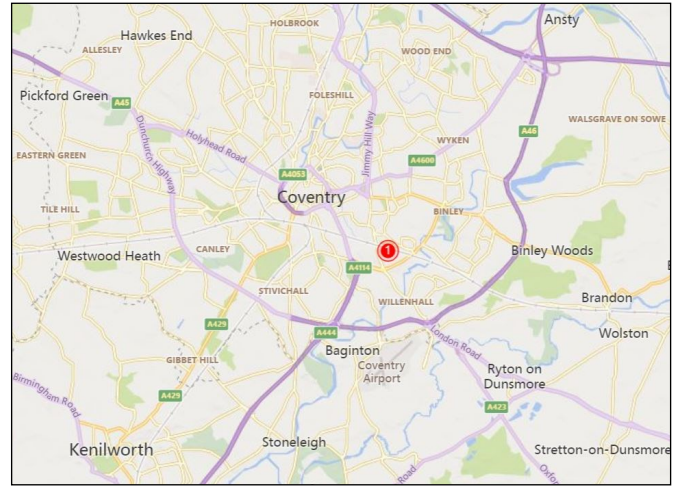 Ansty
HOLBROOK
Hawkes End
ALLESLEY
WOOD END
Pickford Green
A45
FOLESHILL
WALSGRAVE ON SOWE
Dunchurch Highway
Holyhead Road
Jimmy Hill Way
A46
WYKEN
EASTERN GREEN
A4600
A4053
Coventry
TILE HILL
BINLEY
CANLEY
1
Binley Woods
Westwood Heath
A4114
STIVICHALL
WILLENHALL
Brandon
A429
A444
London Road
Wolston
Baginton
GIBBET HILL
Coventry
Airport
Ryton on
Dunsmore
Birmingham Road
A429
A423
Kenilworth
Stoneleigh
Stretton-on-Dunsmore
Road